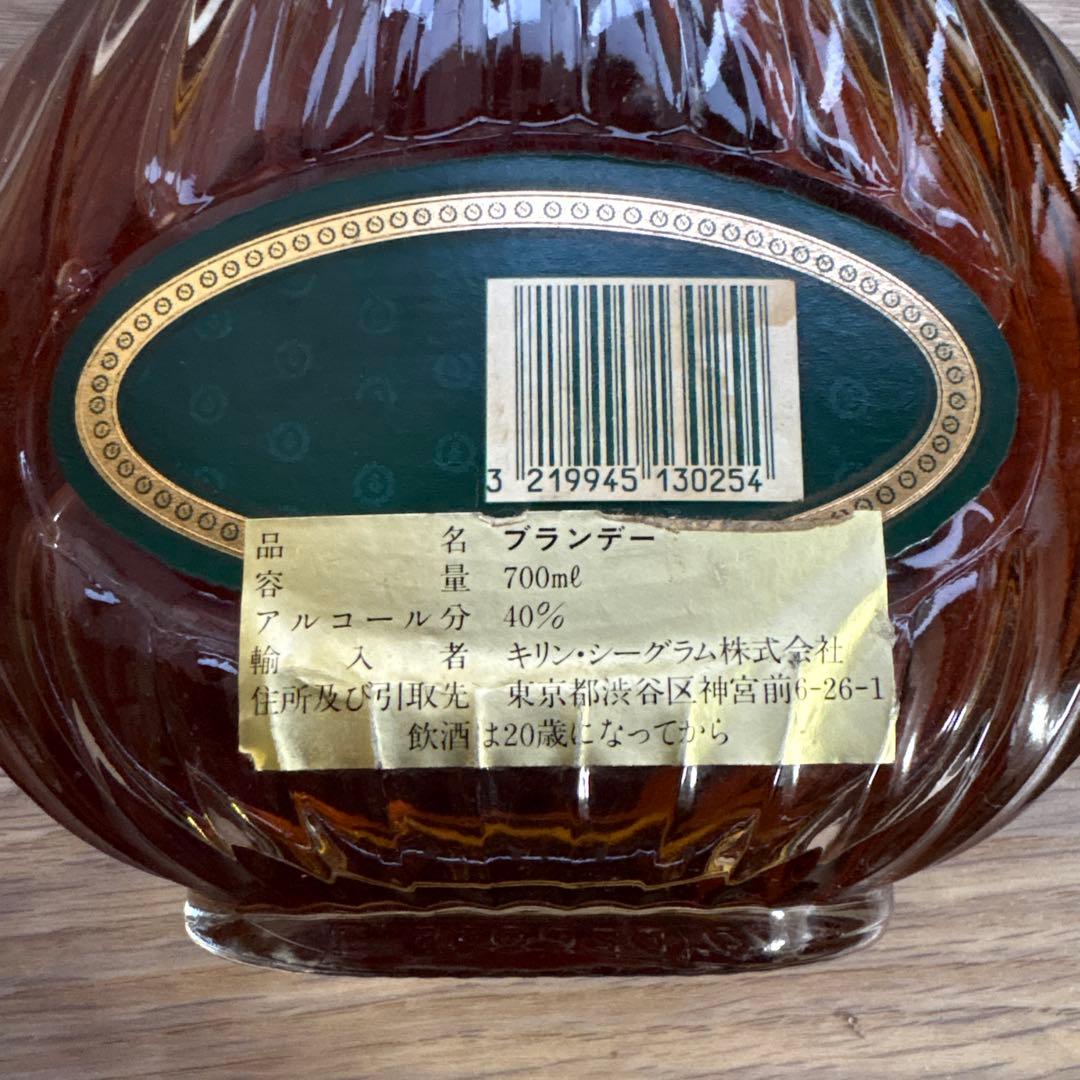 3 219945 130254
品名 ブランデー
容量 700ml
アルコール分 40%
輸入者 キリン・シーグラム株式会社
住所及び引取先 東京都渋谷区神宮前6-26-1
飲酒は20歳になってから